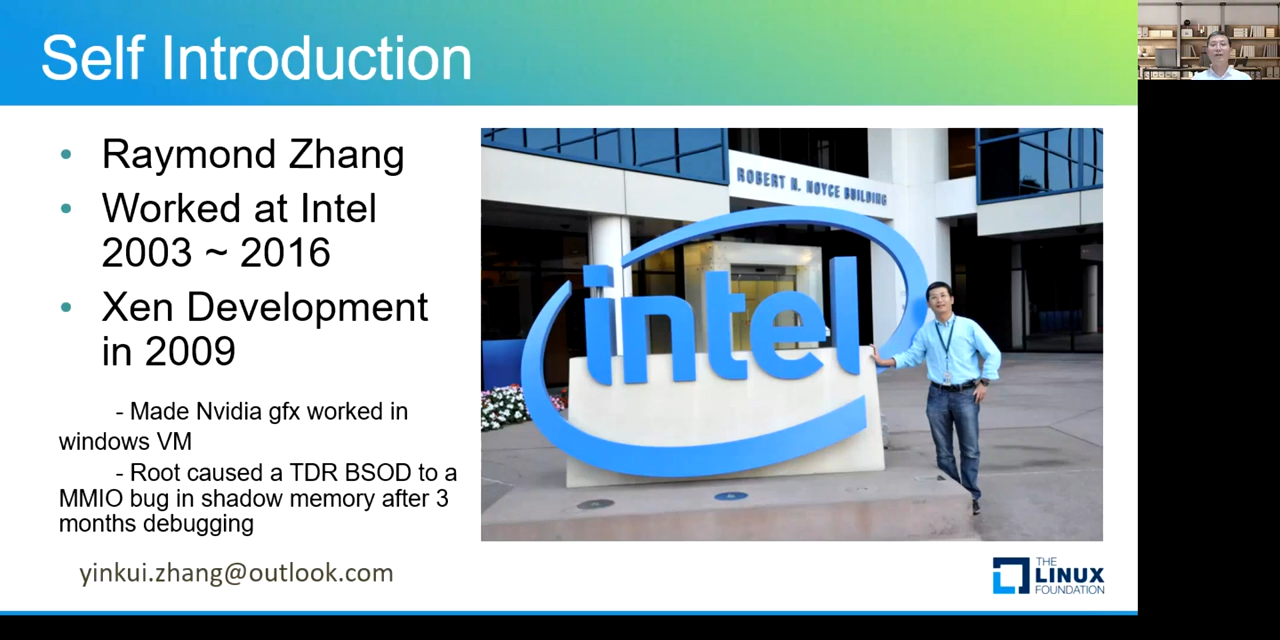 Self Introduction
• Raymond Zhang
• Worked at Intel
2003 ~ 2016
• Xen Development
in 2009
- Made Nvidia gfx worked in
windows VM
- Root caused a TDR BSOD to a
MMIO bug in shadow memory after 3
months debugging
yinkui.zhang@outlook.com
ROBERT N. NOYCE BUILDING
intel
THE
LINUX
FOUNDATION